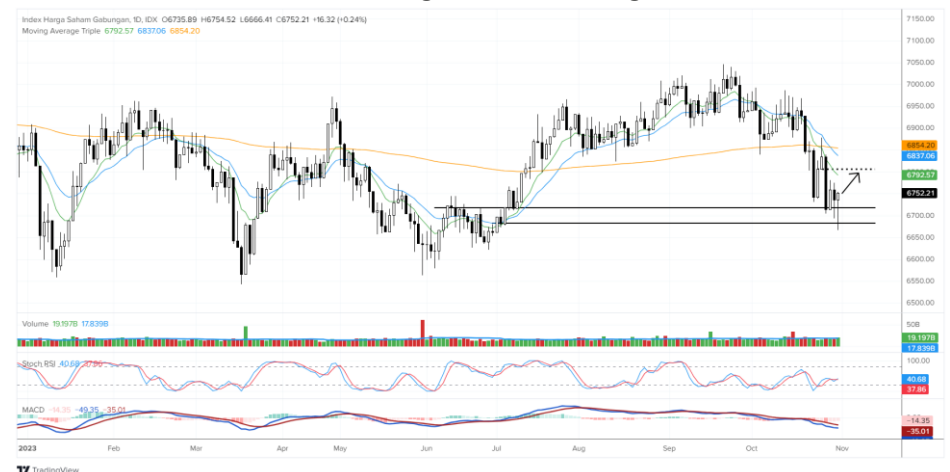 Index Harga Saham Gabungan, 1D, IDX O6735.89 H6754.52 L6666.41 C6752.21 +16.32 (+0.24%)
Moving Average Triple 6792.57 6837.06 6854.20
7150.00
7100.00
7050.00
7000.00
6950.00
6900.00
6854.20
6837.06
6792.57
6752.21
6700.00
6650.00
6600.00
6550.00
6500.00
Volume 19.197B 17.839B
50B
19.197B
17.839B
Stoch RSI 40.68 37.86
100.00
40.68
37.86
MACD -14.35 -49.35 -35.01
-14.35
-35.01
2023 Feb Mar Apr May Jun Jul Aug Sep Oct Nov
TradingView